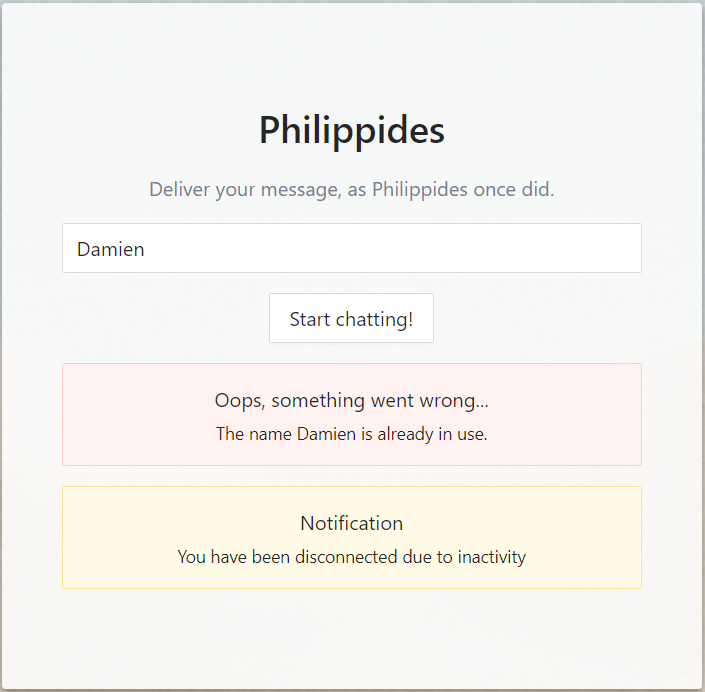 Philippides
Deliver your message, as Philippides once did.
Damien
Start chatting!
Oops, something went wrong...
The name Damien is already in use.
Notification
You have been disconnected due to inactivity